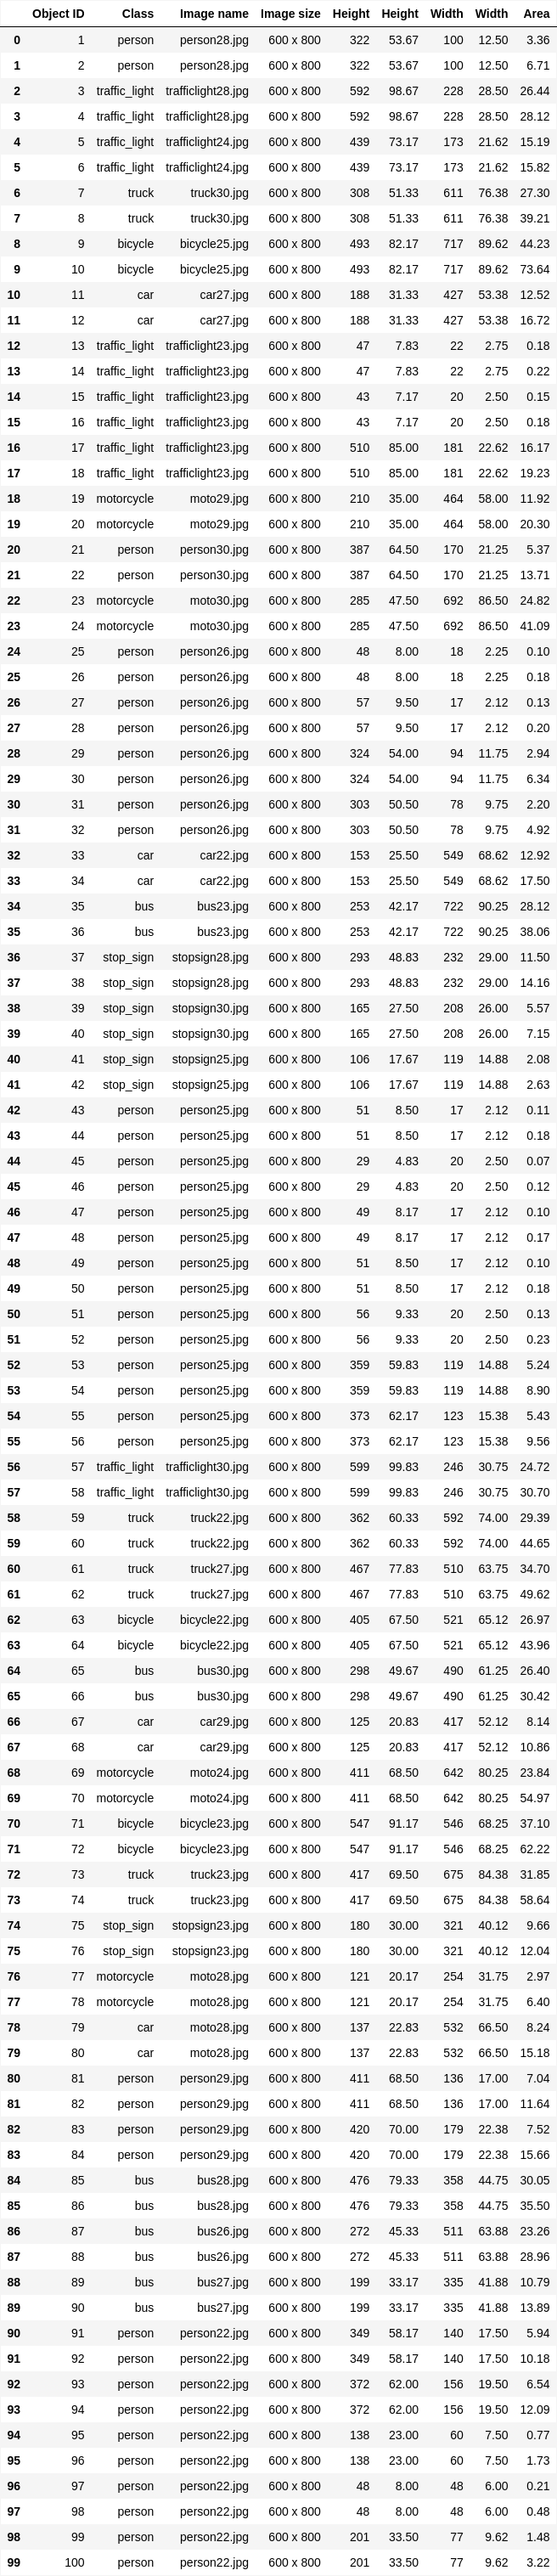 Object ID Class Image name Image size Height Height Width Width Area
0 1 person person28.jpg 600 x 800 322 53.67 100 12.50 3.36
1 2 person person28.jpg 600 x 800 322 53.67 100 12.50 6.71
2 3 traffic_light trafficlight28.jpg 600 x 800 592 98.67 228 28.50 26.44
3 4 traffic_light trafficlight28.jpg 600 x 800 592 98.67 228 28.50 28.12
4 5 traffic_light trafficlight24.jpg 600 x 800 439 73.17 173 21.62 15.19
5 6 traffic_light trafficlight24.jpg 600 x 800 439 73.17 173 21.62 15.82
6 7 truck truck30.jpg 600 x 800 308 51.33 611 76.38 27.30
7 8 truck truck30.jpg 600 x 800 308 51.33 611 76.38 39.21
8 9 bicycle bicycle25.jpg 600 x 800 493 82.17 717 89.62 44.23
9 10 bicycle bicycle25.jpg 600 x 800 493 82.17 717 89.62 73.64
10 11 car car27.jpg 600 x 800 188 31.33 427 53.38 12.52
11 12 car car27.jpg 600 x 800 188 31.33 427 53.38 16.72
12 13 traffic_light trafficlight23.jpg 600 x 800 47 7.83 22 2.75 0.18
13 14 traffic_light trafficlight23.jpg 600 x 800 47 7.83 22 2.75 0.22
14 15 traffic_light trafficlight23.jpg 600 x 800 43 7.17 20 2.50 0.15
15 16 traffic_light trafficlight23.jpg 600 x 800 43 7.17 20 2.50 0.18
16 17 traffic_light trafficlight23.jpg 600 x 800 510 85.00 181 22.62 16.17
17 18 traffic_light trafficlight23.jpg 600 x 800 510 85.00 181 22.62 19.23
18 19 motorcycle moto29.jpg 600 x 800 210 35.00 464 58.00 11.92
19 20 motorcycle moto29.jpg 600 x 800 210 35.00 464 58.00 20.30
20 21 person person30.jpg 600 x 800 387 64.50 170 21.25 5.37
21 22 person person30.jpg 600 x 800 387 64.50 170 21.25 13.71
22 23 motorcycle moto30.jpg 600 x 800 285 47.50 692 86.50 24.82
23 24 motorcycle moto30.jpg 600 x 800 285 47.50 692 86.50 41.09
24 25 person person26.jpg 600 x 800 48 8.00 18 2.25 0.10
25 26 person person26.jpg 600 x 800 48 8.00 18 2.25 0.18
26 27 person person26.jpg 600 x 800 57 9.50 17 2.12 0.13
27 28 person person26.jpg 600 x 800 57 9.50 17 2.12 0.20
28 29 person person26.jpg 600 x 800 324 54.00 94 11.75 2.94
29 30 person person26.jpg 600 x 800 324 54.00 94 11.75 6.34
30 31 person person26.jpg 600 x 800 303 50.50 78 9.75 2.20
31 32 person person26.jpg 600 x 800 303 50.50 78 9.75 4.92
32 33 car car22.jpg 600 x 800 153 25.50 549 68.62 12.92
33 34 car car22.jpg 600 x 800 153 25.50 549 68.62 17.50
34 35 bus bus23.jpg 600 x 800 253 42.17 722 90.25 28.12
35 36 bus bus23.jpg 600 x 800 253 42.17 722 90.25 38.06
36 37 stop_sign stopsign28.jpg 600 x 800 293 48.83 232 29.00 11.50
37 38 stop_sign stopsign28.jpg 600 x 800 293 48.83 232 29.00 14.16
38 39 stop_sign stopsign30.jpg 600 x 800 165 27.50 208 26.00 5.57
39 40 stop_sign stopsign30.jpg 600 x 800 165 27.50 208 26.00 7.15
40 41 stop_sign stopsign25.jpg 600 x 800 106 17.67 119 14.88 2.08
41 42 stop_sign stopsign25.jpg 600 x 800 106 17.67 119 14.88 2.63
42 43 person person25.jpg 600 x 800 51 8.50 17 2.12 0.11
43 44 person person25.jpg 600 x 800 51 8.50 17 2.12 0.18
44 45 person person25.jpg 600 x 800 29 4.83 20 2.50 0.07
45 46 person person25.jpg 600 x 800 29 4.83 20 2.50 0.12
46 47 person person25.jpg 600 x 800 49 8.17 17 2.12 0.10
47 48 person person25.jpg 600 x 800 49 8.17 17 2.12 0.17
48 49 person person25.jpg 600 x 800 51 8.50 17 2.12 0.10
49 50 person person25.jpg 600 x 800 51 8.50 17 2.12 0.18
50 51 person person25.jpg 600 x 800 56 9.33 20 2.50 0.13
51 52 person person25.jpg 600 x 800 56 9.33 20 2.50 0.23
52 53 person person25.jpg 600 x 800 359 59.83 119 14.88 5.24
53 54 person person25.jpg 600 x 800 359 59.83 119 14.88 8.90
54 55 person person25.jpg 600 x 800 373 62.17 123 15.38 5.43
55 56 person person25.jpg 600 x 800 373 62.17 123 15.38 9.56
56 57 traffic_light trafficlight30.jpg 600 x 800 599 99.83 246 30.75 24.72
57 58 traffic_light trafficlight30.jpg 600 x 800 599 99.83 246 30.75 30.70
58 59 truck truck22.jpg 600 x 800 362 60.33 592 74.00 29.39
59 60 truck truck22.jpg 600 x 800 362 60.33 592 74.00 44.65
60 61 truck truck27.jpg 600 x 800 467 77.83 510 63.75 34.70
61 62 truck truck27.jpg 600 x 800 467 77.83 510 63.75 49.62
62 63 bicycle bicycle22.jpg 600 x 800 405 67.50 521 65.12 26.97
63 64 bicycle bicycle22.jpg 600 x 800 405 67.50 521 65.12 43.96
64 65 bus bus30.jpg 600 x 800 298 49.67 490 61.25 26.40
65 66 bus bus30.jpg 600 x 800 298 49.67 490 61.25 30.42
66 67 car car29.jpg 600 x 800 125 20.83 417 52.12 8.14
67 68 car car29.jpg 600 x 800 125 20.83 417 52.12 10.86
68 69 motorcycle moto24.jpg 600 x 800 411 68.50 642 80.25 23.84
69 70 motorcycle moto24.jpg 600 x 800 411 68.50 642 80.25 54.97
70 71 bicycle bicycle23.jpg 600 x 800 547 91.17 546 68.25 37.10
71 72 bicycle bicycle23.jpg 600 x 800 547 91.17 546 68.25 62.22
72 73 truck truck23.jpg 600 x 800 417 69.50 675 84.38 31.85
73 74 truck truck23.jpg 600 x 800 417 69.50 675 84.38 58.64
74 75 stop_sign stopsign23.jpg 600 x 800 180 30.00 321 40.12 9.66
75 76 stop_sign stopsign23.jpg 600 x 800 180 30.00 321 40.12 12.04
76 77 motorcycle moto28.jpg 600 x 800 121 20.17 254 31.75 2.97
77 78 motorcycle moto28.jpg 600 x 800 121 20.17 254 31.75 6.40
78 79 car moto28.jpg 600 x 800 137 22.83 532 66.50 8.24
79 80 car moto28.jpg 600 x 800 137 22.83 532 66.50 15.18
80 81 person person29.jpg 600 x 800 411 68.50 136 17.00 7.04
81 82 person person29.jpg 600 x 800 411 68.50 136 17.00 11.64
82 83 person person29.jpg 600 x 800 420 70.00 179 22.38 7.52
83 84 person person29.jpg 600 x 800 420 70.00 179 22.38 15.66
84 85 bus bus28.jpg 600 x 800 476 79.33 358 44.75 30.05
85 86 bus bus28.jpg 600 x 800 476 79.33 358 44.75 35.50
86 87 bus bus26.jpg 600 x 800 272 45.33 511 63.88 23.26
87 88 bus bus26.jpg 600 x 800 272 45.33 511 63.88 28.96
88 89 bus bus27.jpg 600 x 800 199 33.17 335 41.88 10.79
89 90 bus bus27.jpg 600 x 800 199 33.17 335 41.88 13.89
90 91 person person22.jpg 600 x 800 349 58.17 140 17.50 5.94
91 92 person person22.jpg 600 x 800 349 58.17 140 17.50 10.18
92 93 person person22.jpg 600 x 800 372 62.00 156 19.50 6.54
93 94 person person22.jpg 600 x 800 372 62.00 156 19.50 12.09
94 95 person person22.jpg 600 x 800 138 23.00 60 7.50 0.77
95 96 person person22.jpg 600 x 800 138 23.00 60 7.50 1.73
96 97 person person22.jpg 600 x 800 48 8.00 48 6.00 0.21
97 98 person person22.jpg 600 x 800 48 8.00 48 6.00 0.48
98 99 person person22.jpg 600 x 800 201 33.50 77 9.62 1.48
99 100 person person22.jpg 600 x 800 201 33.50 77 9.62 3.22